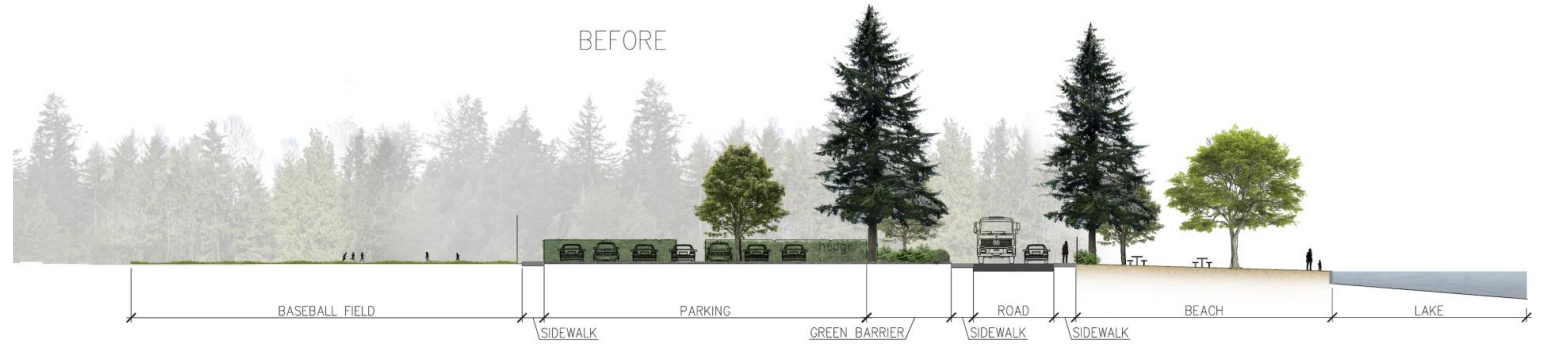 BEFORE
hedge
BASEBALL FIELD
SIDEWALK
PARKING
GREEN BARRIER
SIDEWALK
ROAD
SIDEWALK
BEACH
LAKE